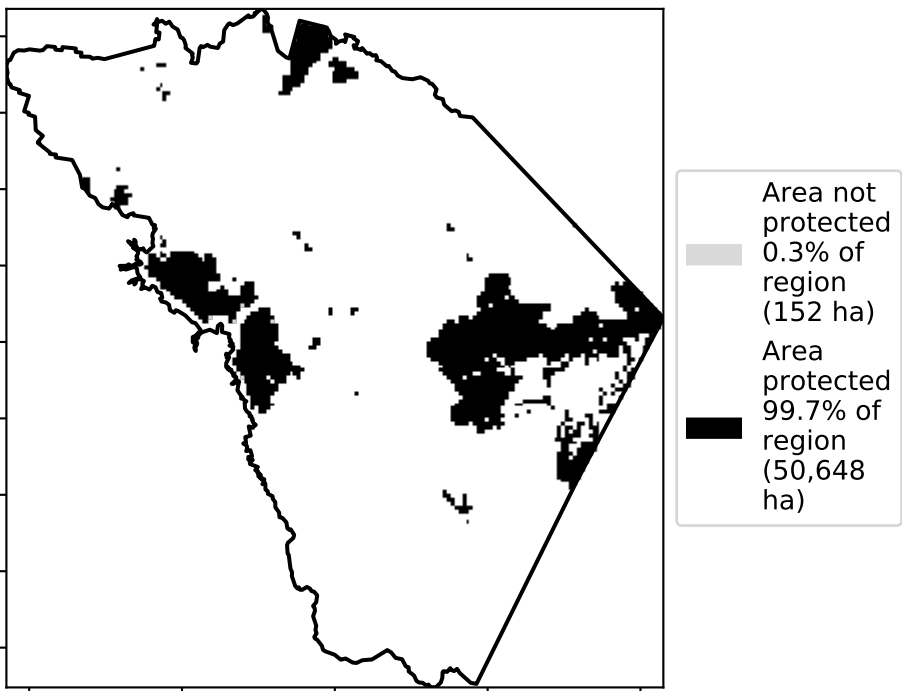 Area not
protected
0.3% of
region
(152 ha)
Area
protected
99.7% of
region
(50,648
ha)